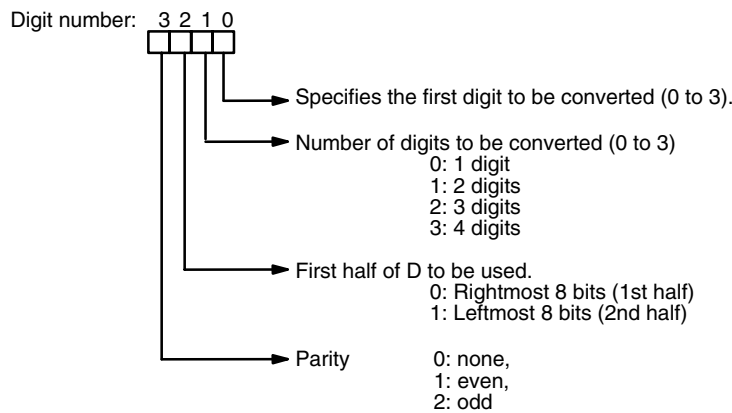 Digit number: 3 2 1 0
Specifies the first digit to be converted (0 to 3).
Number of digits to be converted (0 to 3)
0: 1 digit
1: 2 digits
2: 3 digits
3: 4 digits
First half of D to be used.
0: Rightmost 8 bits (1st half)
1: Leftmost 8 bits (2nd half)
Parity 0: none,
1: even,
2: odd